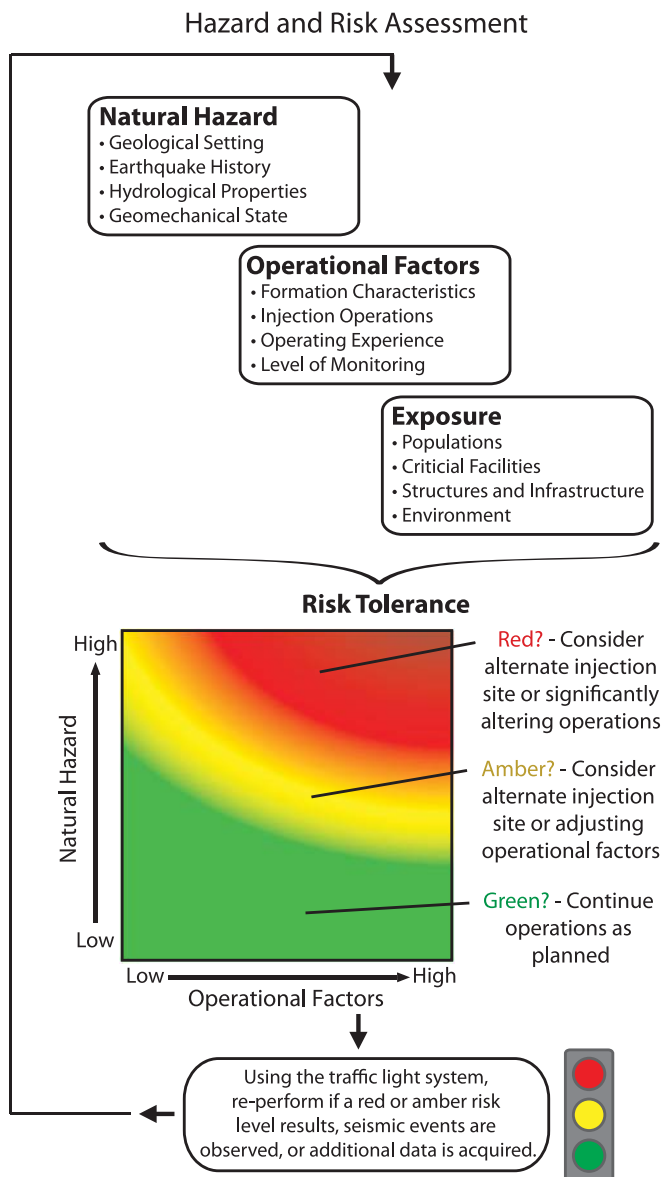 Hazard and Risk Assessment
Natural Hazard
• Geological Setting
• Earthquake History
• Hydrological Properties
• Geomechanical State
Operational Factors
• Formation Characteristics
• Injection Operations
• Operating Experience
• Level of Monitoring
Exposure
• Populations
• Criticial Facilities
• Structures and Infrastructure
• Environment
Risk Tolerance
High
Natural Hazard
Low
Low
High
Operational Factors
Red? - Consider
alternate injection
site or significantly
altering operations
Amber? - Consider
alternate injection
site or adjusting
operational factors
Green? - Continue
operations as
planned
Using the traffic light system,
re-perform if a red or amber risk
level results, seismic events are
observed, or additional data is acquired.